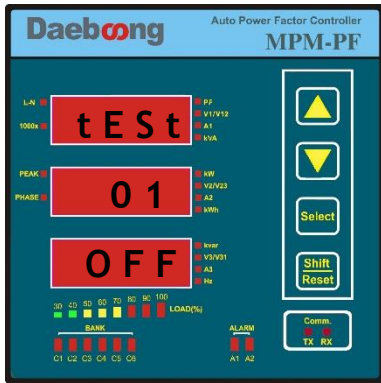 Daeboong
Auto Power Factor Controller
MPM-PF
L-N
1000x
tESt
PF
V1/V12
A1
kVA
PEAK
PHASE
01
kW
V2/V23
A2
kWh
OFF
kvar
V3/V31
A3
Hz
30 40 50 60 70 80 90 100 LOAD(%)
BANK
C1 C2 C3 C4 C5 C6
ALARM
A1 A2
Select
Shift
Reset
Comm.
TX RX